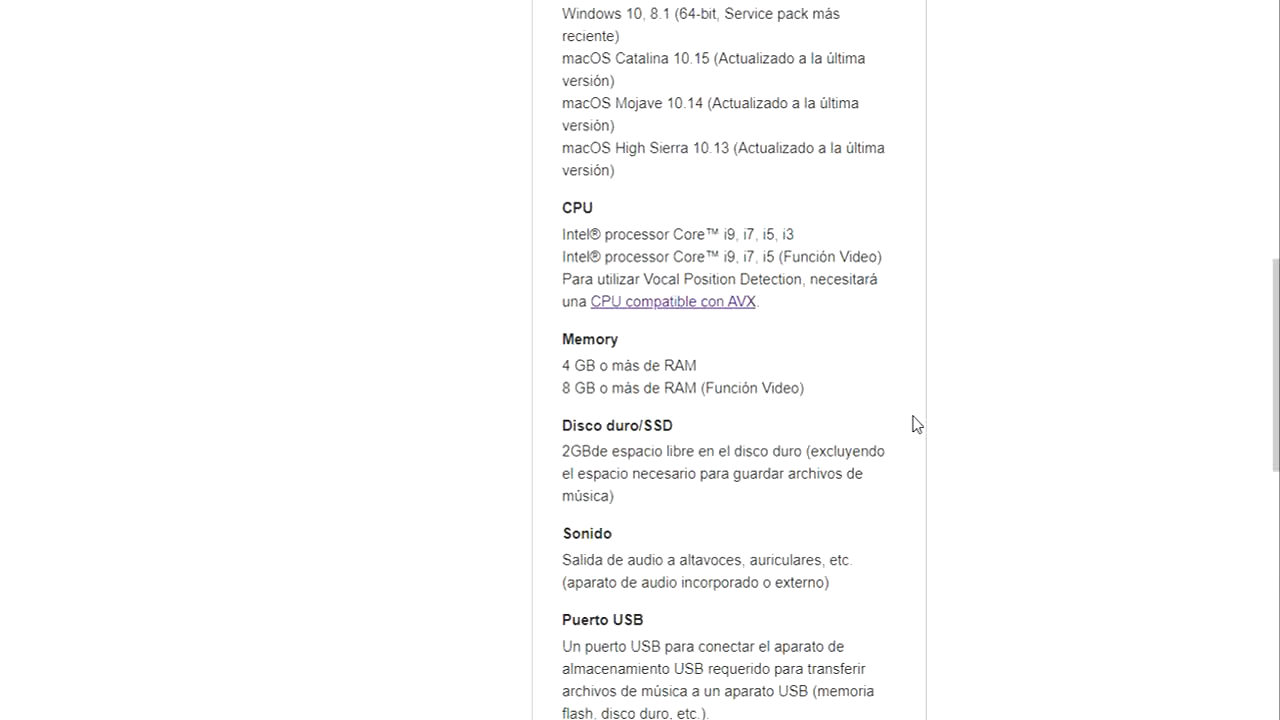 Windows 10, 8.1 (64-bit, Service pack más
reciente)
macOS Catalina 10.15 (Actualizado a la última
versión)
macOS Mojave 10.14 (Actualizado a la última
versión)
macOS High Sierra 10.13 (Actualizado a la última
versión)
CPU
Intel® processor Core™ i9, i7, i5, i3
Intel® processor Core™ i9, i7, i5 (Función Video)
Para utilizar Vocal Position Detection, necesitará
una CPU compatible con AVX.
Memory
4 GB o más de RAM
8 GB o más de RAM (Función Video)
Disco duro/SSD
2GBde espacio libre en el disco duro (excluyendo
el espacio necesario para guardar archivos de
música)
Sonido
Salida de audio a altavoces, auriculares, etc.
(aparato de audio incorporado o externo)
Puerto USB
Un puerto USB para conectar el aparato de
almacenamiento USB requerido para transferir
archivos de música a un aparato USB (memoria
flash, disco duro, etc.).